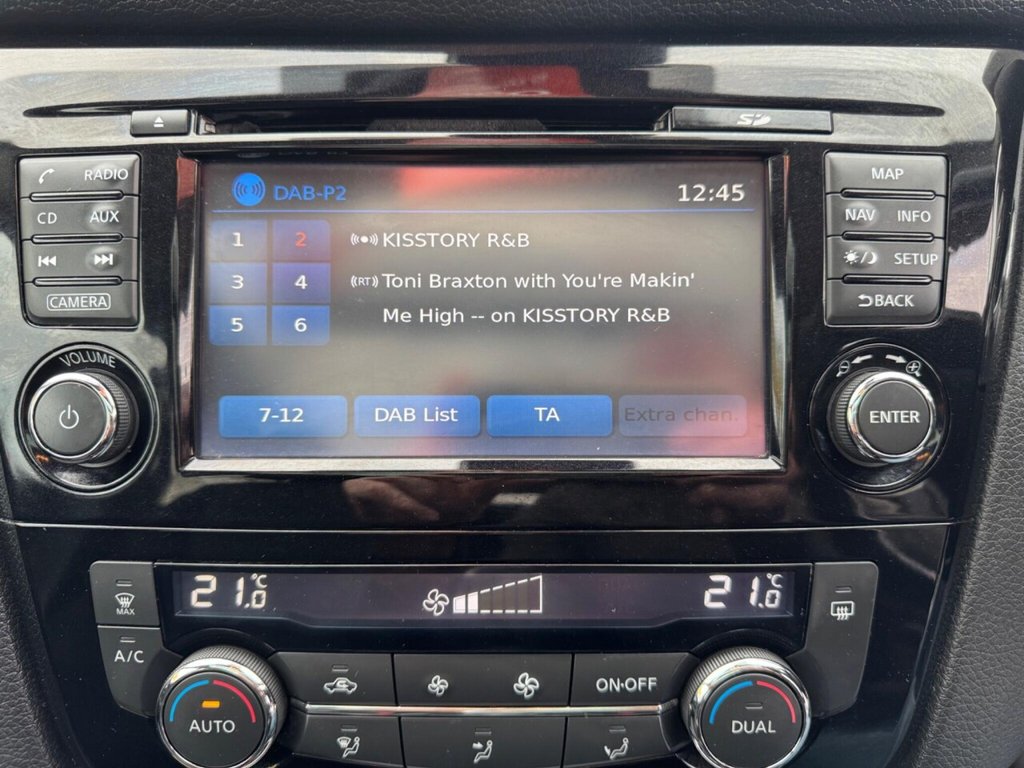 SD
RADIO
CD AUX
CAMERA
VOLUME
DAB-P2 12:45
1 2
3 4
5 6
KISSTORY R&B
(RT) Toni Braxton with You're Makin'
Me High -- on KISSTORY R&B
7-12 DAB List TA Extra chan.
MAP
NAV INFO
SETUP
BACK
ENTER
21.0°C 21.0°C
MAX
A/C
ON·OFF
AUTO
DUAL